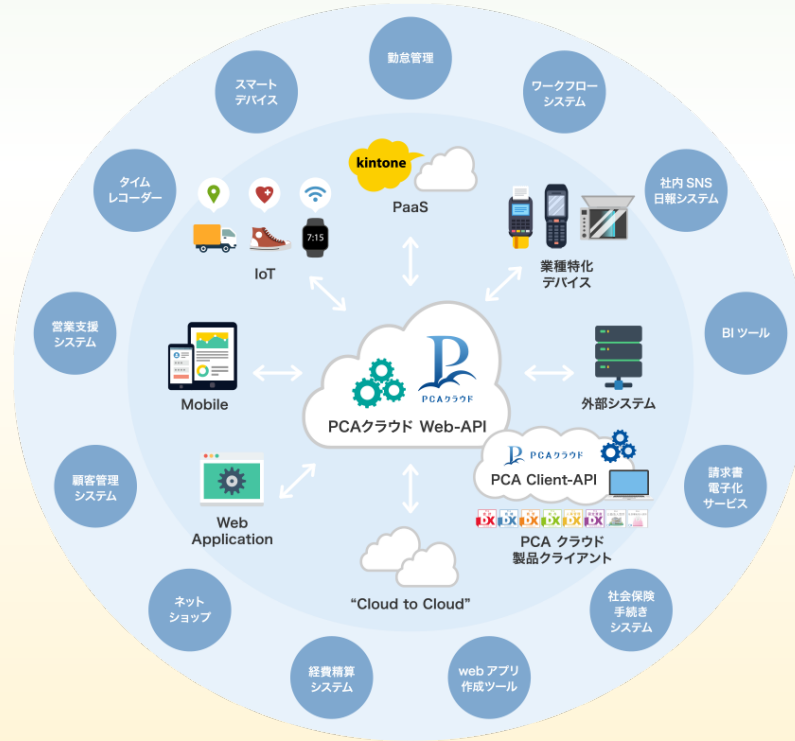 勤怠管理
スマート
デバイス
ワークフロー
システム
kintone
PaaS
タイム
レコーダー
社内 SNS
日報システム
7:15
IoT
業種特化
デバイス
営業支援
システム
BI ツール
Mobile
外部システム
P
PCAクラウド
PCAクラウド Web-API
PCAクラウド
PCA Client-API
顧客管理
システム
Web
Application
請求書
電子化
サービス
PCA クラウド
製品クライアント
"Cloud to Cloud"
ネット
ショップ
社会保険
手続き
システム
経費精算
システム
web アプリ
作成ツール